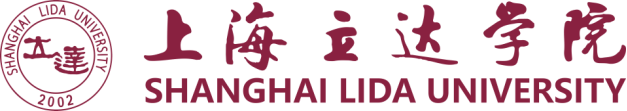 SHANGHAI LIDA UNIVERSITY
立達
2002
上海立达学院
SHANGHAI LIDA UNIVERSITY